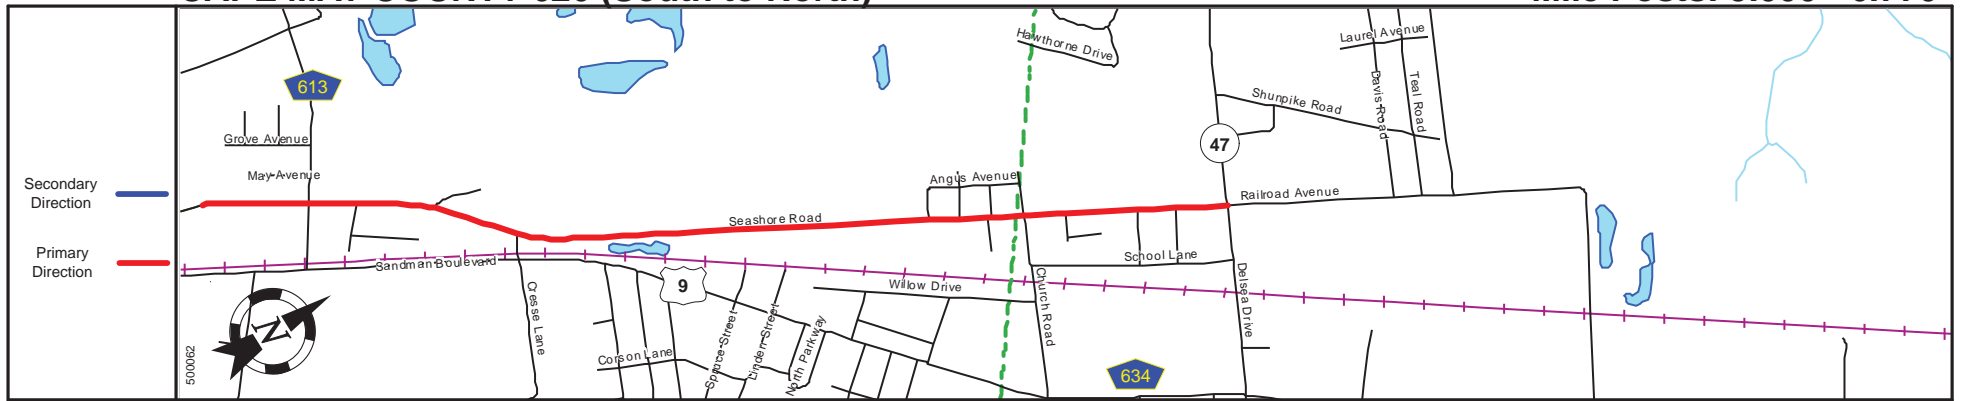 Secondary
Direction
Primary
Direction
613
Grove Avenue
May Avenue
Hawthorne Drive
Laurel Avenue
Davis Road
Teal Road
Shunpike Road
47
Angus Avenue
Railroad Avenue
Seashore Road
School Lane
Sandman Boulevard
9
Willow Drive
Cresse Lane
Church Road
Delsea Drive
Spruce Street
Linden Street
North Parkway
Corson Lane
634
N
500062